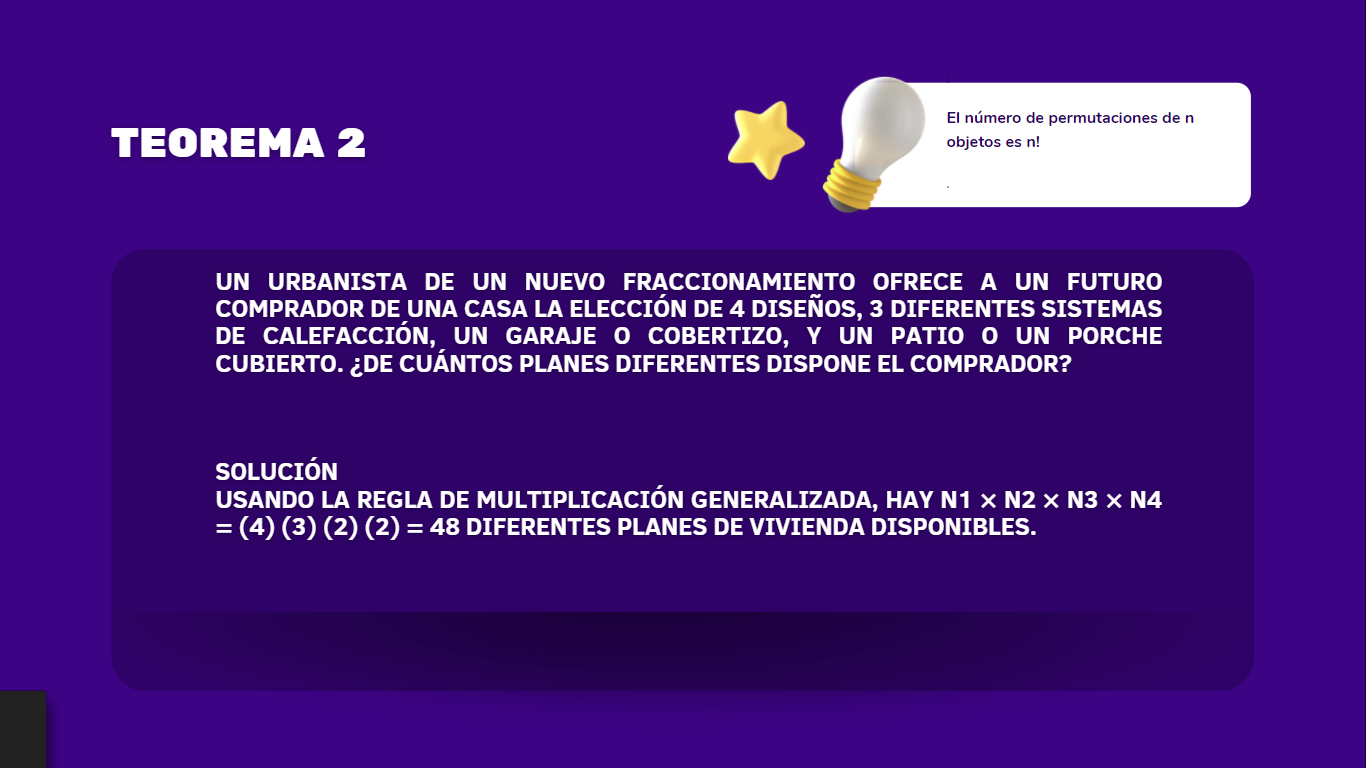 TEOREMA 2
El número de permutaciones de n
objetos es n!
.
UN URBANISTA DE UN NUEVO FRACCIONAMIENTO OFRECE A UN FUTURO
COMPRADOR DE UNA CASA LA ELECCIÓN DE 4 DISEÑOS, 3 DIFERENTES SISTEMAS
DE CALEFACCIÓN, UN GARAJE O COBERTIZO, Y UN PATIO O UN PORCHE
CUBIERTO. ¿DE CUÁNTOS PLANES DIFERENTES DISPONE EL COMPRADOR?
SOLUCIÓN
USANDO LA REGLA DE MULTIPLICACIÓN GENERALIZADA, HAY N1 × N2 × N3 × N4
= (4) (3) (2) (2) = 48 DIFERENTES PLANES DE VIVIENDA DISPONIBLES.